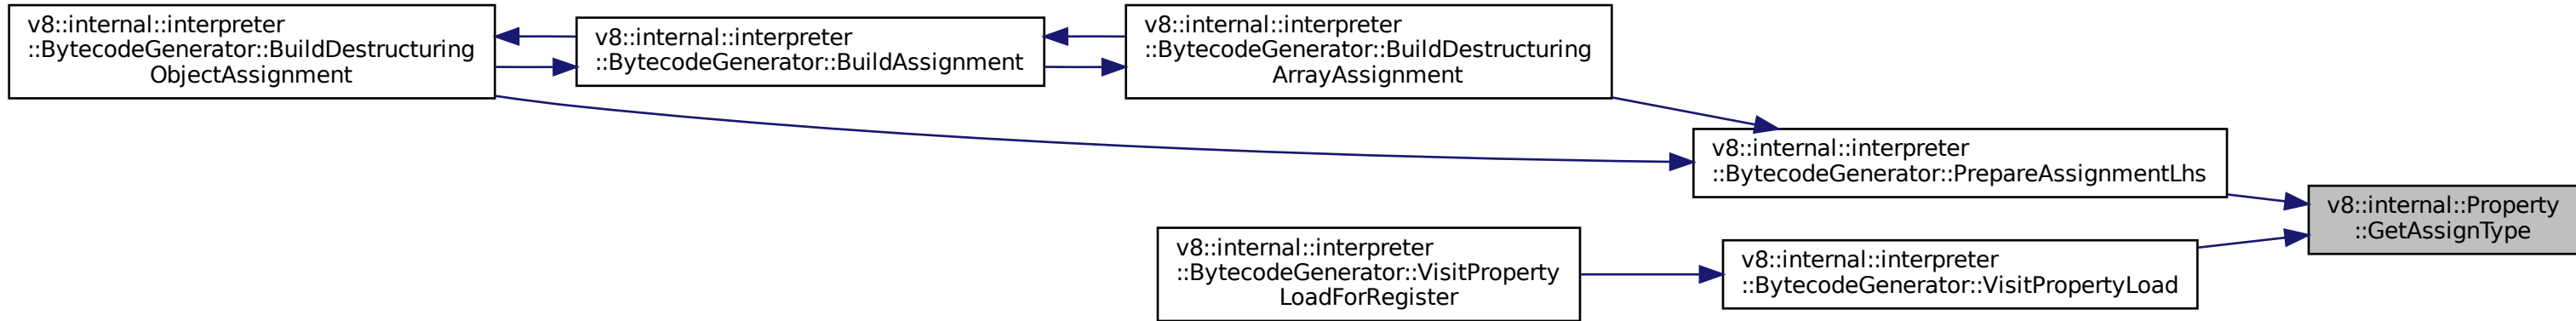 v8::internal::interpreter
::BytecodeGenerator::BuildDestructuring
ObjectAssignment
v8::internal::interpreter
::BytecodeGenerator::BuildAssignment
v8::internal::interpreter
::BytecodeGenerator::BuildDestructuring
ArrayAssignment
v8::internal::interpreter
::BytecodeGenerator::PrepareAssignmentLhs
v8::internal::Property
::GetAssignType
v8::internal::interpreter
::BytecodeGenerator::VisitProperty
LoadForRegister
v8::internal::interpreter
::BytecodeGenerator::VisitPropertyLoad